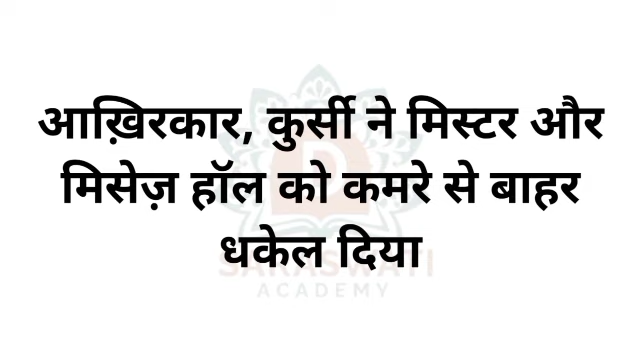 आख़िरकार, कुर्सी ने मिस्टर और
मिसेज़ हॉल को कमरे से बाहर
धकेल दिया
SARASWATI
ACADEMY